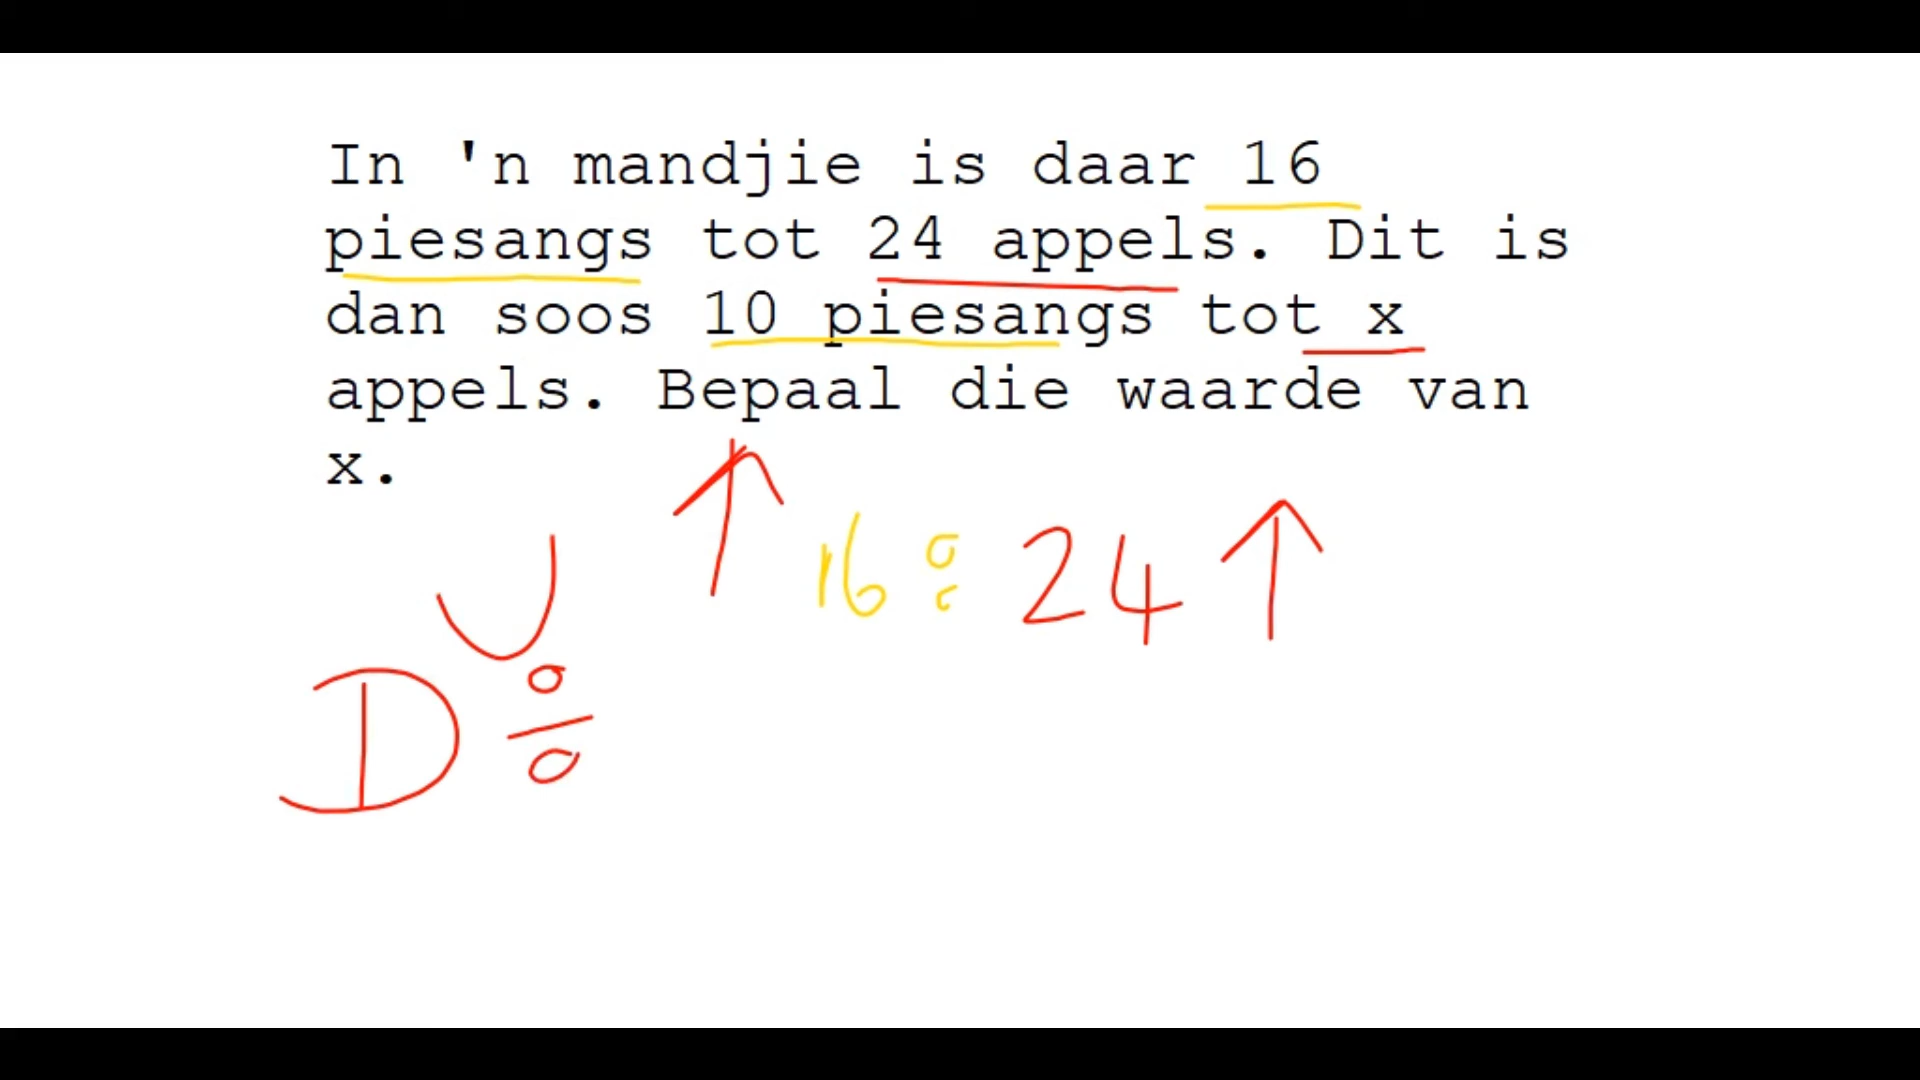 In 'n mandjie is daar 16
piesangs tot 24 appels. Dit is
dan soos 10 piesangs tot x
appels. Bepaal die waarde van
x.
16 : 24
D ÷